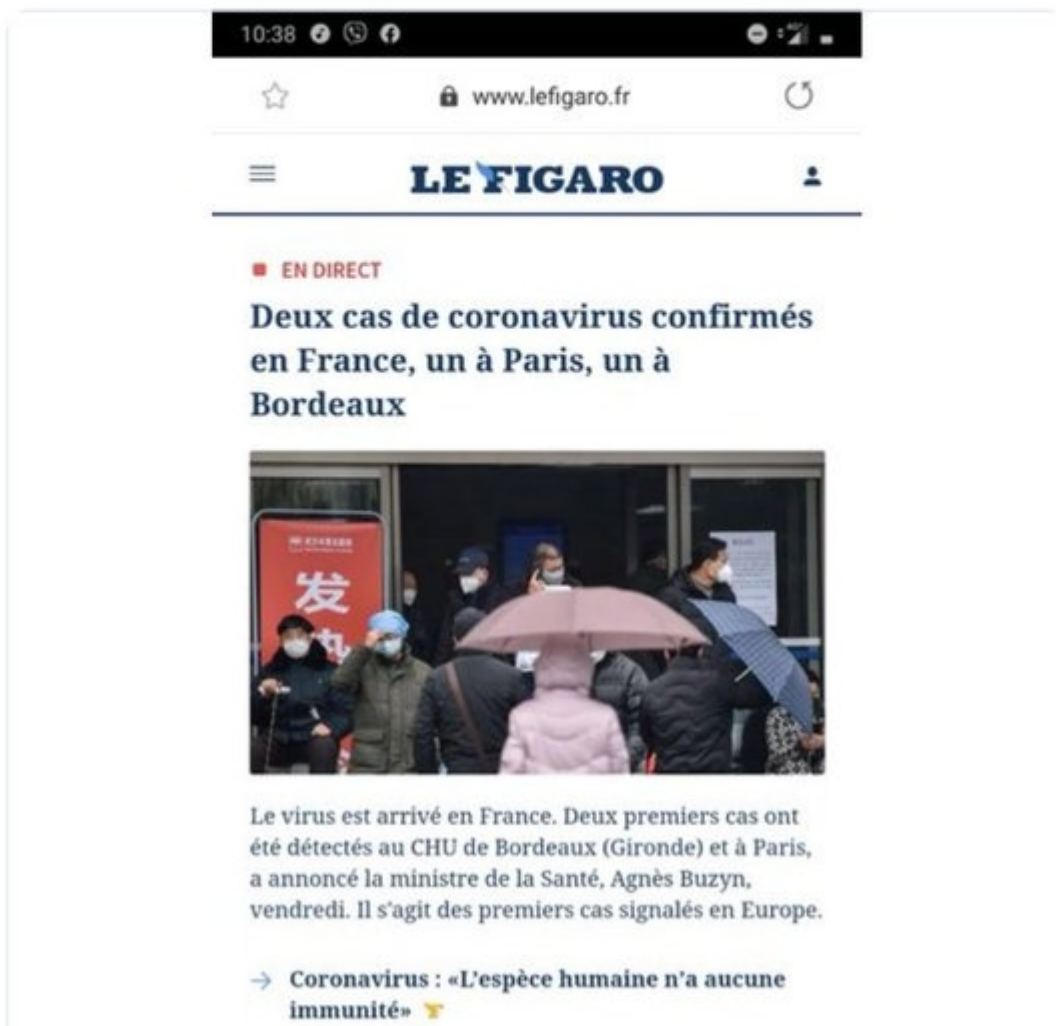 10:38
www.lefigaro.fr
LE FIGARO
EN DIRECT
Deux cas de coronavirus confirmés
en France, un à Paris, un à
Bordeaux
发
Le virus est arrivé en France. Deux premiers cas ont
été détectés au CHU de Bordeaux (Gironde) et à Paris,
a annoncé la ministre de la Santé, Agnès Buzyn,
vendredi. Il s'agit des premiers cas signalés en Europe.
→ Coronavirus : «L'espèce humaine n'a aucune
immunité»